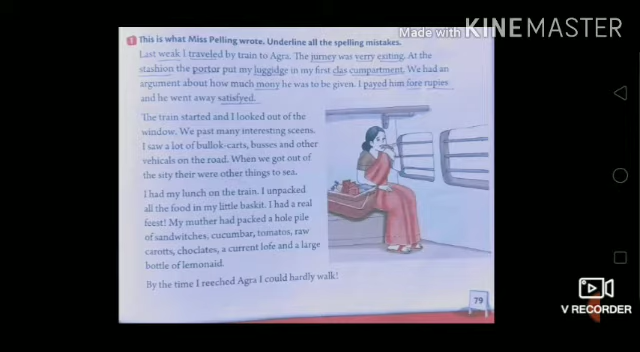 Made with KINEMASTER
1 This is what Miss Pelling wrote. Underline all the spelling mistakes.
Last weak I traveled by train to Agra. The jurney was verry exiting. At the
stashion the portor put my luggidge in my first clas cumpartment. We had an
argument about how much mony he was to be given. I payed him fore rupies
and he went away satisfyed.
The train started and I looked out of the
window. We past many interesting sceens.
I saw a lot of bullok-carts, busses and other
vehicals on the road. When we got out of
the sity their were other things to sea.
I had my lunch on the train. I unpacked
all the food in my little baskit. I had a real
feest! My muther had packed a hole pile
of sandwitches, cucumbar, tomatos, raw
carotts, choclates, a current lofe and a large
bottle of lemonaid.
By the time I reeched Agra I could hardly walk!
79
V RECORDER